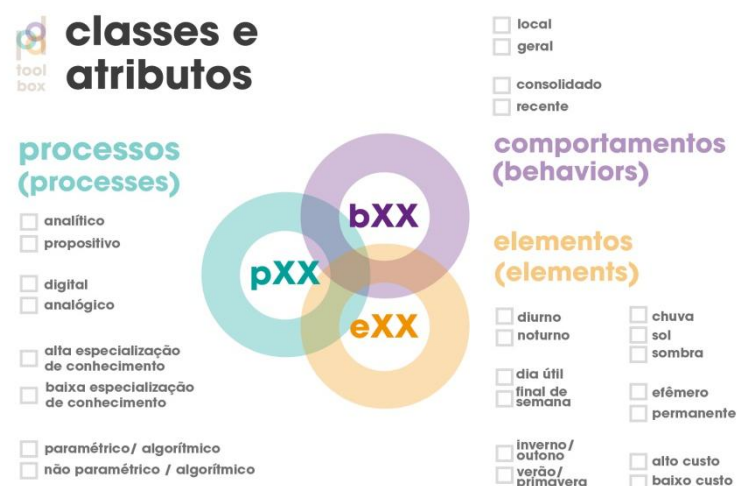 tool
box
classes e
atributos
processos
(processes)
analítico
propositivo
digital
analógico
alta especialização
de conhecimento
baixa especialização
de conhecimento
paramétrico/ algorítmico
não paramétrico / algorítmico
bXX
pXX
eXX
local
geral
consolidado
recente
comportamentos
(behaviors)
elementos
(elements)
diurno
noturno
dia útil
final de
semana
inverno/
outono
verão/
primavera
chuva
sol
sombra
efêmero
permanente
alto custo
baixo custo